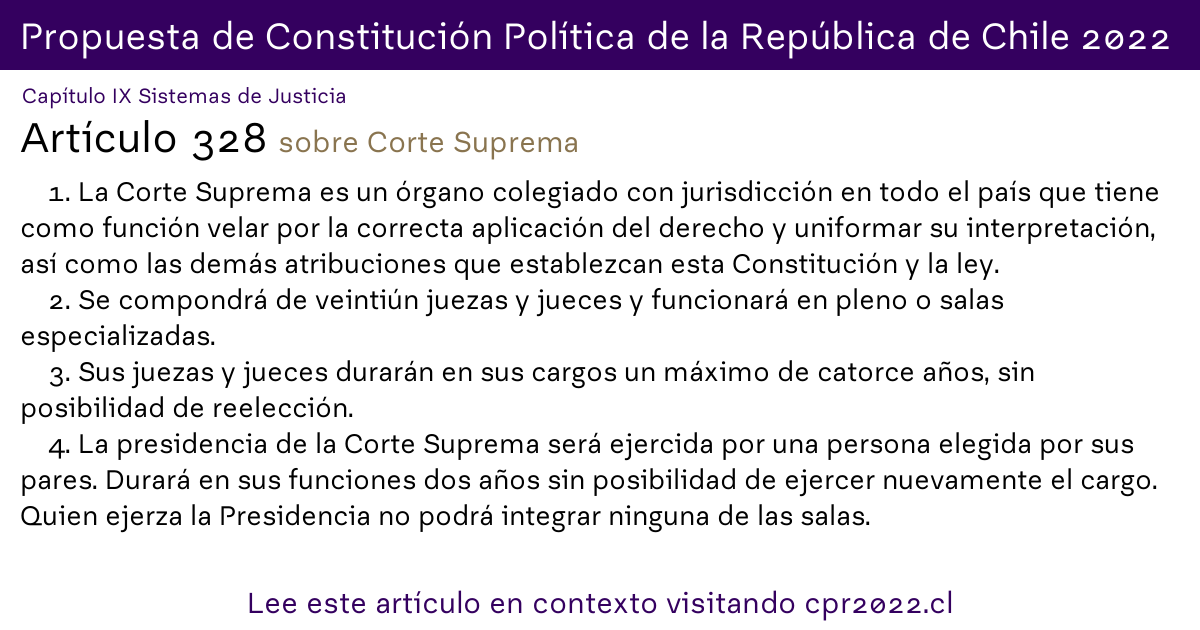 Propuesta de Constitución Política de la República de Chile 2022
Capítulo IX Sistemas de Justicia
Artículo 328 sobre Corte Suprema
1. La Corte Suprema es un órgano colegiado con jurisdicción en todo el país que tiene
como función velar por la correcta aplicación del derecho y uniformar su interpretación,
así como las demás atribuciones que establezcan esta Constitución y la ley.
2. Se compondrá de veintiún juezas y jueces y funcionará en pleno o salas
especializadas.
3. Sus juezas y jueces durarán en sus cargos un máximo de catorce años, sin
posibilidad de reelección.
4. La presidencia de la Corte Suprema será ejercida por una persona elegida por sus
pares. Durará en sus funciones dos años sin posibilidad de ejercer nuevamente el cargo.
Quien ejerza la Presidencia no podrá integrar ninguna de las salas.
Lee este artículo en contexto visitando cpr2022.cl